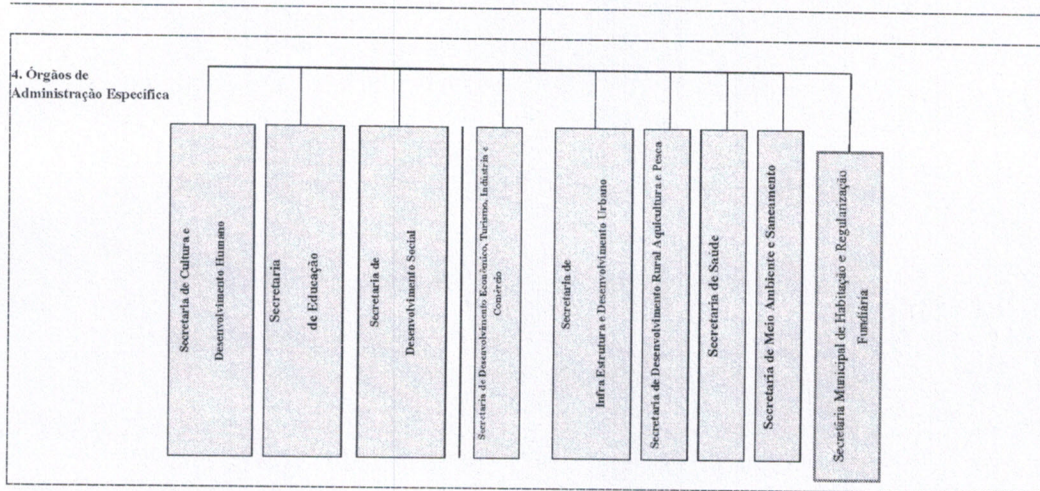 4. Órgãos de
Administração Específica
Secretaria de Cultura e
Desenvolvimento Humano
Secretaria
de Educação
Secretaria de
Desenvolvimento Social
Secretaria de Desenvolvimento Econômico, Turismo, Indústria e
Comércio
Secretaria de
Infra Estrutura e Desenvolvimento Urbano
Secretaria de Desenvolvimento Rural Aquicultura e Pesca
Secretaria de Saúde
Secretaria de Meio Ambiente e Saneamento
Secretária Municipal de Habitação e Regularização
Fundiária